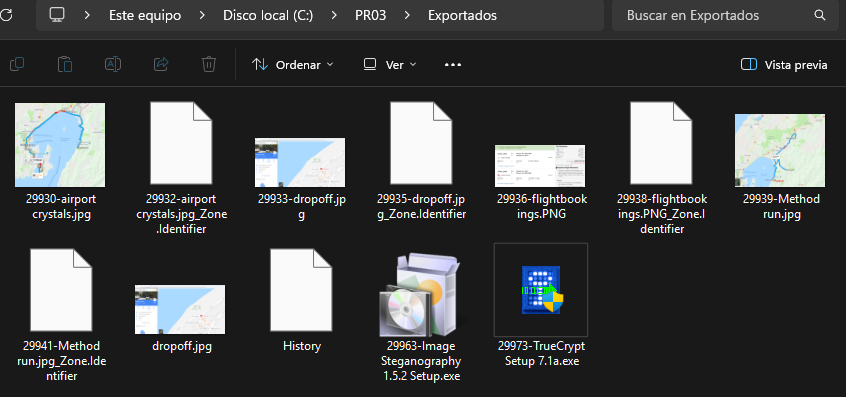 Este equipo
Disco local (C:)
PR03
Exportados
Buscar en Exportados
Ordenar
Ver
Vista previa
29930-airport
crystals.jpg
29932-airport
crystals.jpg_Zone
.Identifier
29933-dropoff.jp
g
29935-dropoff.jp
g_Zone.Identifier
29936-flightbook
ings.PNG
29938-flightbook
ings.PNG_Zone.I
dentifier
29939-Method
run.jpg
29941-Method
run.jpg_Zone.Ide
ntifier
dropoff.jpg
History
29963-Image
Steganography
1.5.2 Setup.exe
29973-TrueCrypt
Setup 7.1a.exe